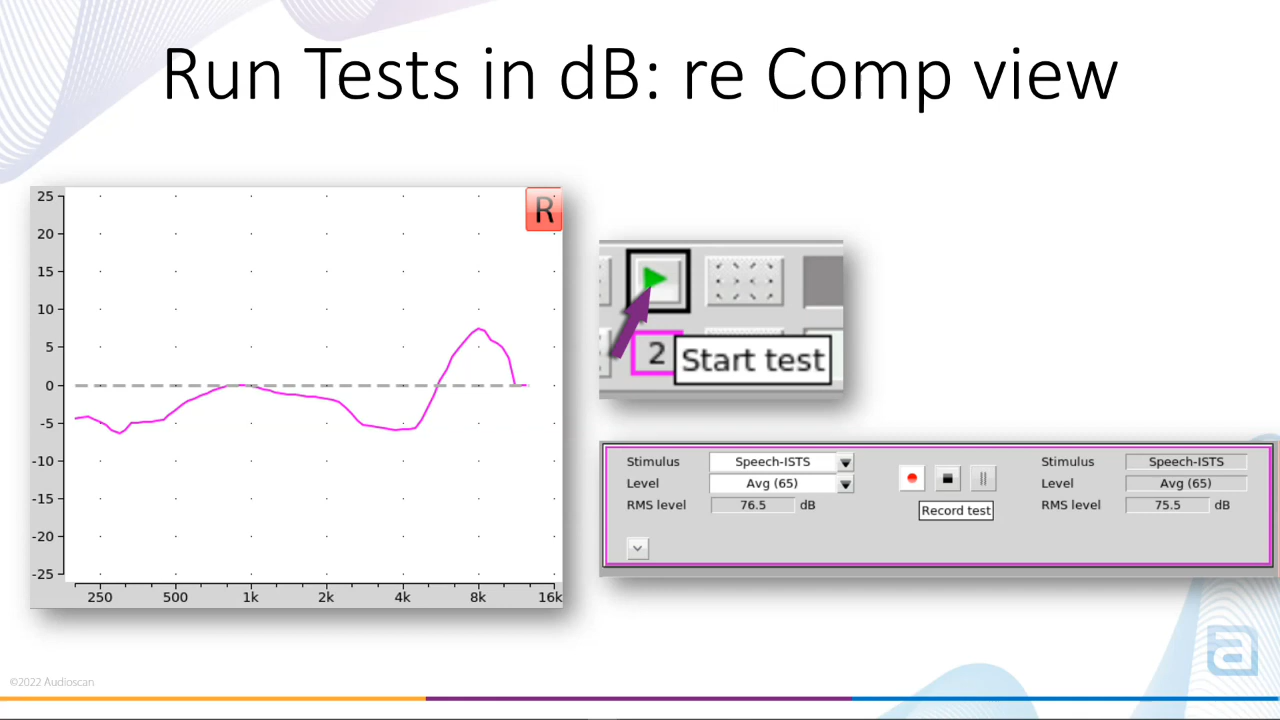 Run Tests in dB: re Comp view
25
20
15
10
5
0
-5
-10
-15
-20
-25
250 500 1k 2k 4k 8k 16k
R
2
Start test
Stimulus Speech-ISTS
Level Avg (65)
RMS level 76.5 dB
Record test
Stimulus Speech-ISTS
Level Avg (65)
RMS level 75.5 dB
©2022 Audioscan
a